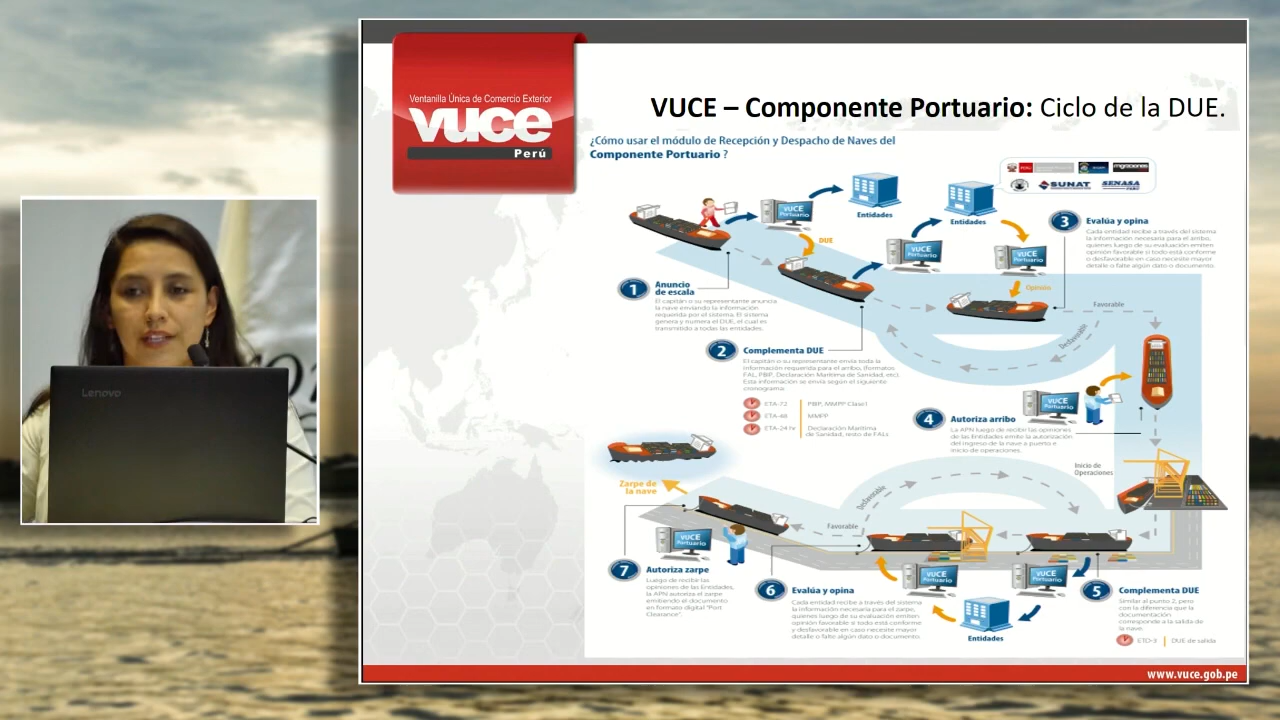 Ventanilla Única de Comercio Exterior
vuce
Perú
VUCE – Componente Portuario: Ciclo de la DUE.
¿Cómo usar el módulo de Recepción y Despacho de Naves del
Componente Portuario ?
VUCE
Portuario
Entidades
DUE
VUCE
Portuario
Entidades
migraciones
SUNAT
SENASA
PERÚ
VUCE
Portuario
Opinión
3
Evalúa y opina
Cada entidad recibe a través del sistema
la información necesaria para el arribo,
quienes luego de su evaluación emiten
opinión favorable si todo está conforme
o desfavorable en caso necesite mayor
detalle o falte algún dato o documento.
1
Anuncio
de escala
El capitán o su representante anuncia
la nave enviando la información
requerida por el sistema. El sistema
genera y numera el DUE, el cual es
transmitido a todas las entidades.
Favorable
Desfavorable
2
Complementa DUE
El capitán o su representante envía toda la
información requerida para el arribo, (formatos
FAL, PBIP, Declaración Marítima de Sanidad, etc).
Esta información se envía según el siguiente
cronograma:
ETA-72 PBIP, MMPP Clase1
ETA-48 MMPP
ETA-24 hr Declaración Marítima
de Sanidad, resto de FALs
VUCE
Portuario
4
Autoriza arribo
La APN luego de recibir las opiniones
de las Entidades emite la autorización
del ingreso de la nave a puerto e
inicio de operaciones.
Inicio de
Operaciones
Zarpe de
la nave
Desfavorable
Favorable
VUCE
Portuario
7
Autoriza zarpe
Luego de recibir las
opiniones de las Entidades,
la APN autoriza el zarpe
emitiendo el documento
en formato digital "Port
Clearance".
6
Evalúa y opina
Cada entidad recibe a través del sistema
la información necesaria para el zarpe,
quienes luego de su evaluación emiten
opinión favorable si todo está conforme
y desfavorable en caso necesite mayor
detalle o falte algún dato o documento.
VUCE
Portuario
Entidades
VUCE
Portuario
5
Complementa DUE
Similar al punto 2, pero
con la diferencia que la
documentación
corresponde a la salida de
la nave.
ETD-3 DUE de salida
www.vuce.gob.pe
Lenovo